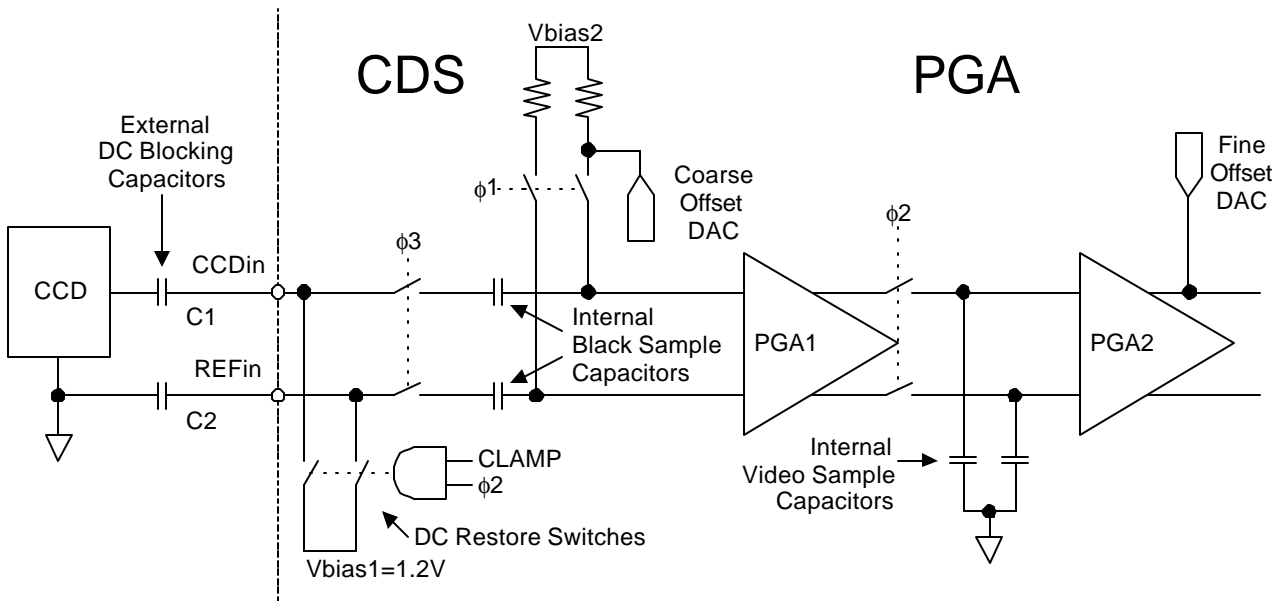 Vbias2
CDS
PGA
External
DC Blocking
Capacitors
Fine
Offset
DAC
Coarse
Offset
DAC
ϕ1
ϕ2
ϕ3
CCDin
CCD
C1
Internal
Black Sample
Capacitors
PGA1
PGA2
REFin
C2
CLAMP
ϕ2
DC Restore Switches
Vbias1=1.2V
Internal
Video Sample
Capacitors